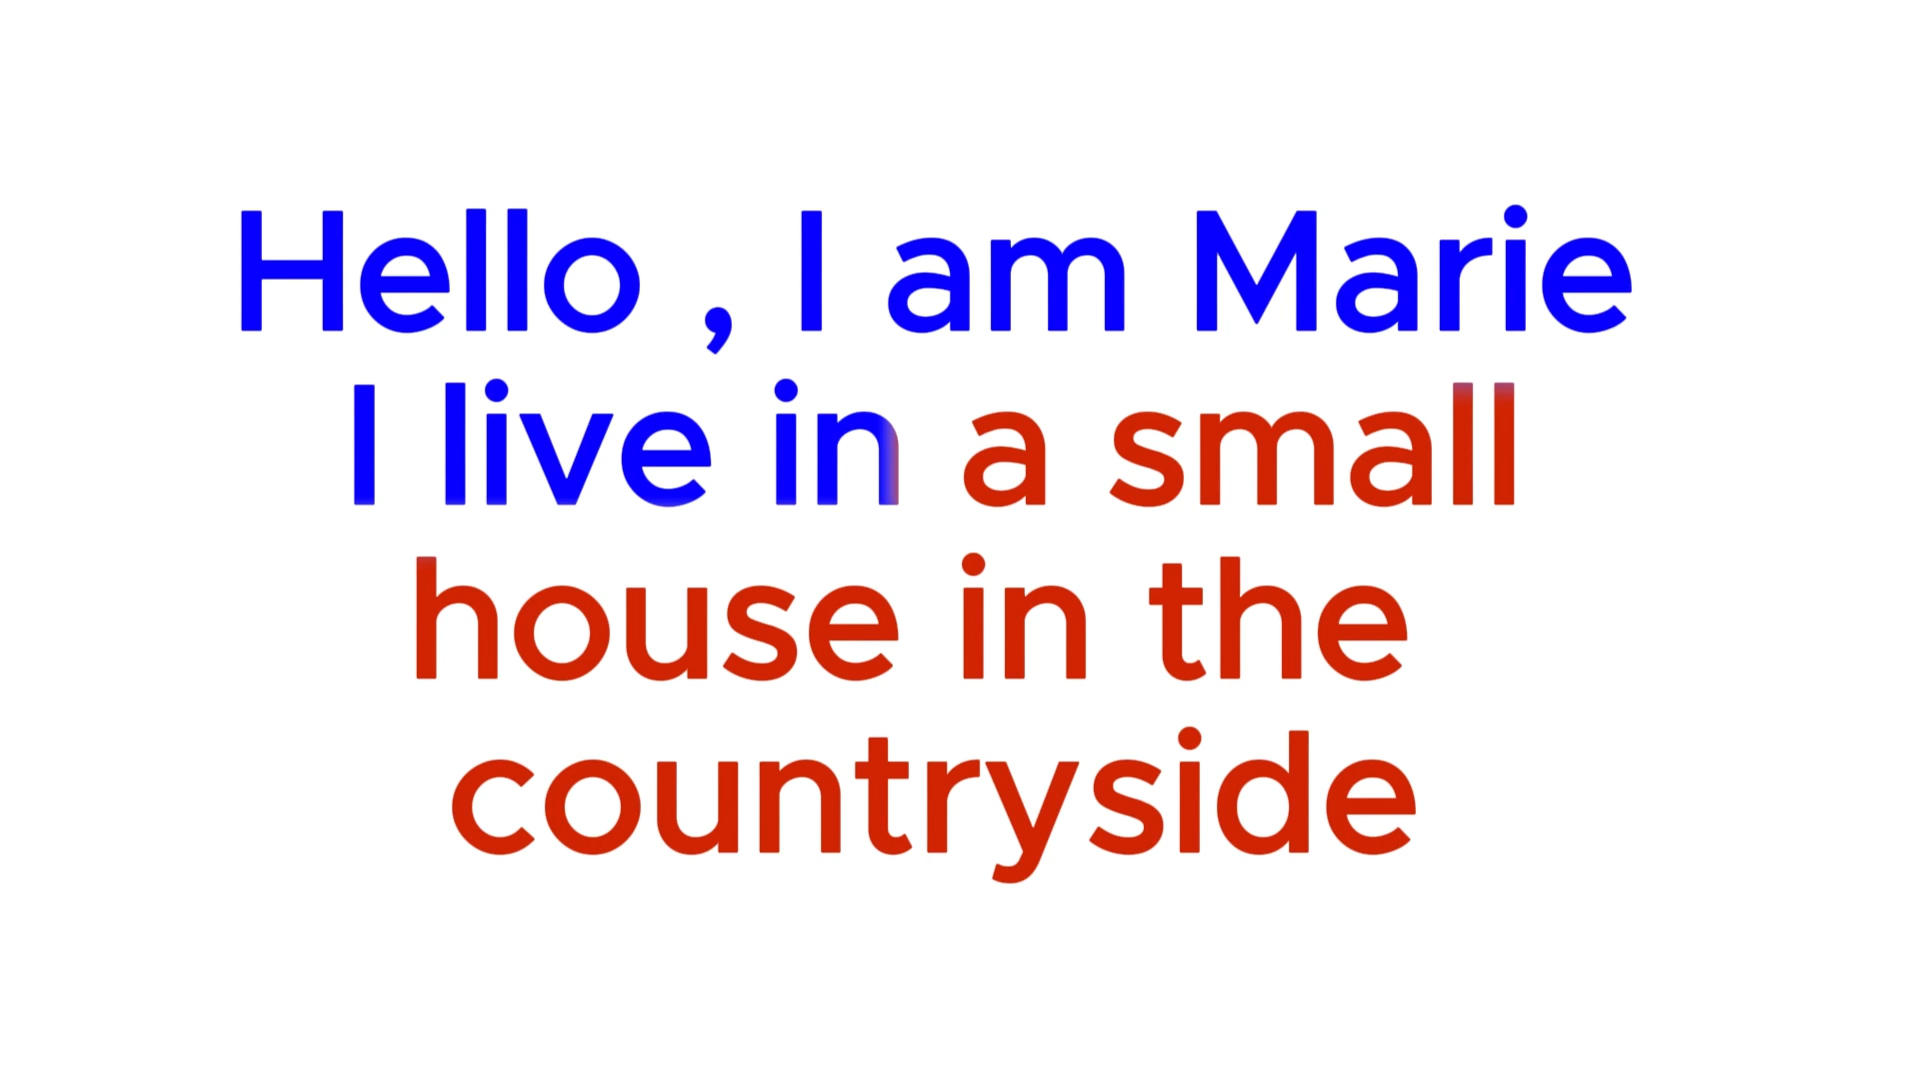 Hello , I am Marie
I live in a small
house in the
countryside